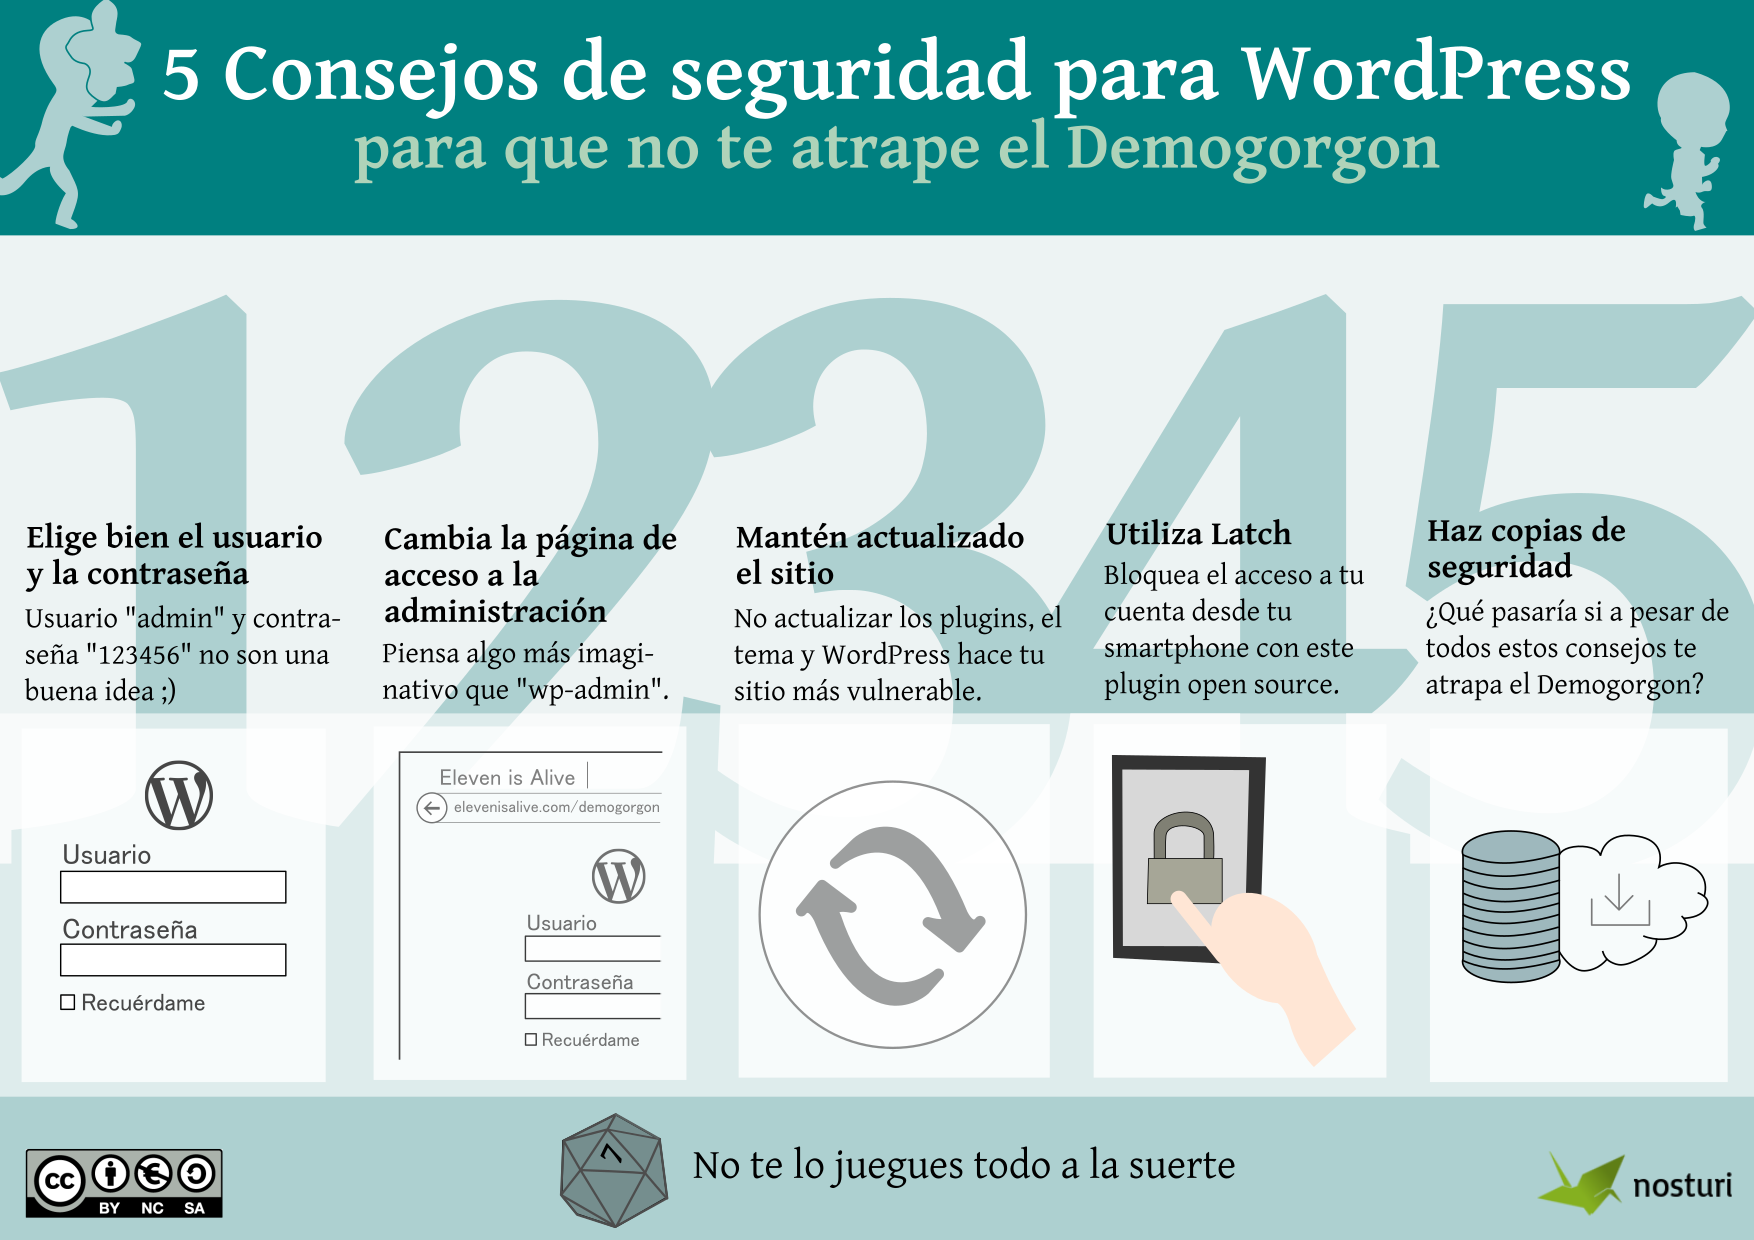 5 Consejos de seguridad para WordPress
para que no te atrape el Demogorgon
1
2
3
4
5
Elige bien el usuario
y la contraseña
Usuario "admin" y contra-
seña "123456" no son una
buena idea ;)
Cambia la página de
acceso a la
administración
Piensa algo más imagi-
nativo que "wp-admin".
Mantén actualizado
el sitio
No actualizar los plugins, el
tema y WordPress hace tu
sitio más vulnerable.
Utiliza Latch
Bloquea el acceso a tu
cuenta desde tu
smartphone con este
plugin open source.
Haz copias de
seguridad
¿Qué pasaría si a pesar de
todos estos consejos te
atrapa el Demogorgon?
W
Usuario
Contraseña
Recuérdame
Eleven is Alive
elevenisalive.com/demogorgon
W
Usuario
Contraseña
Recuérdame
cc
BY NC SA
7
No te lo juegues todo a la suerte
nosturi